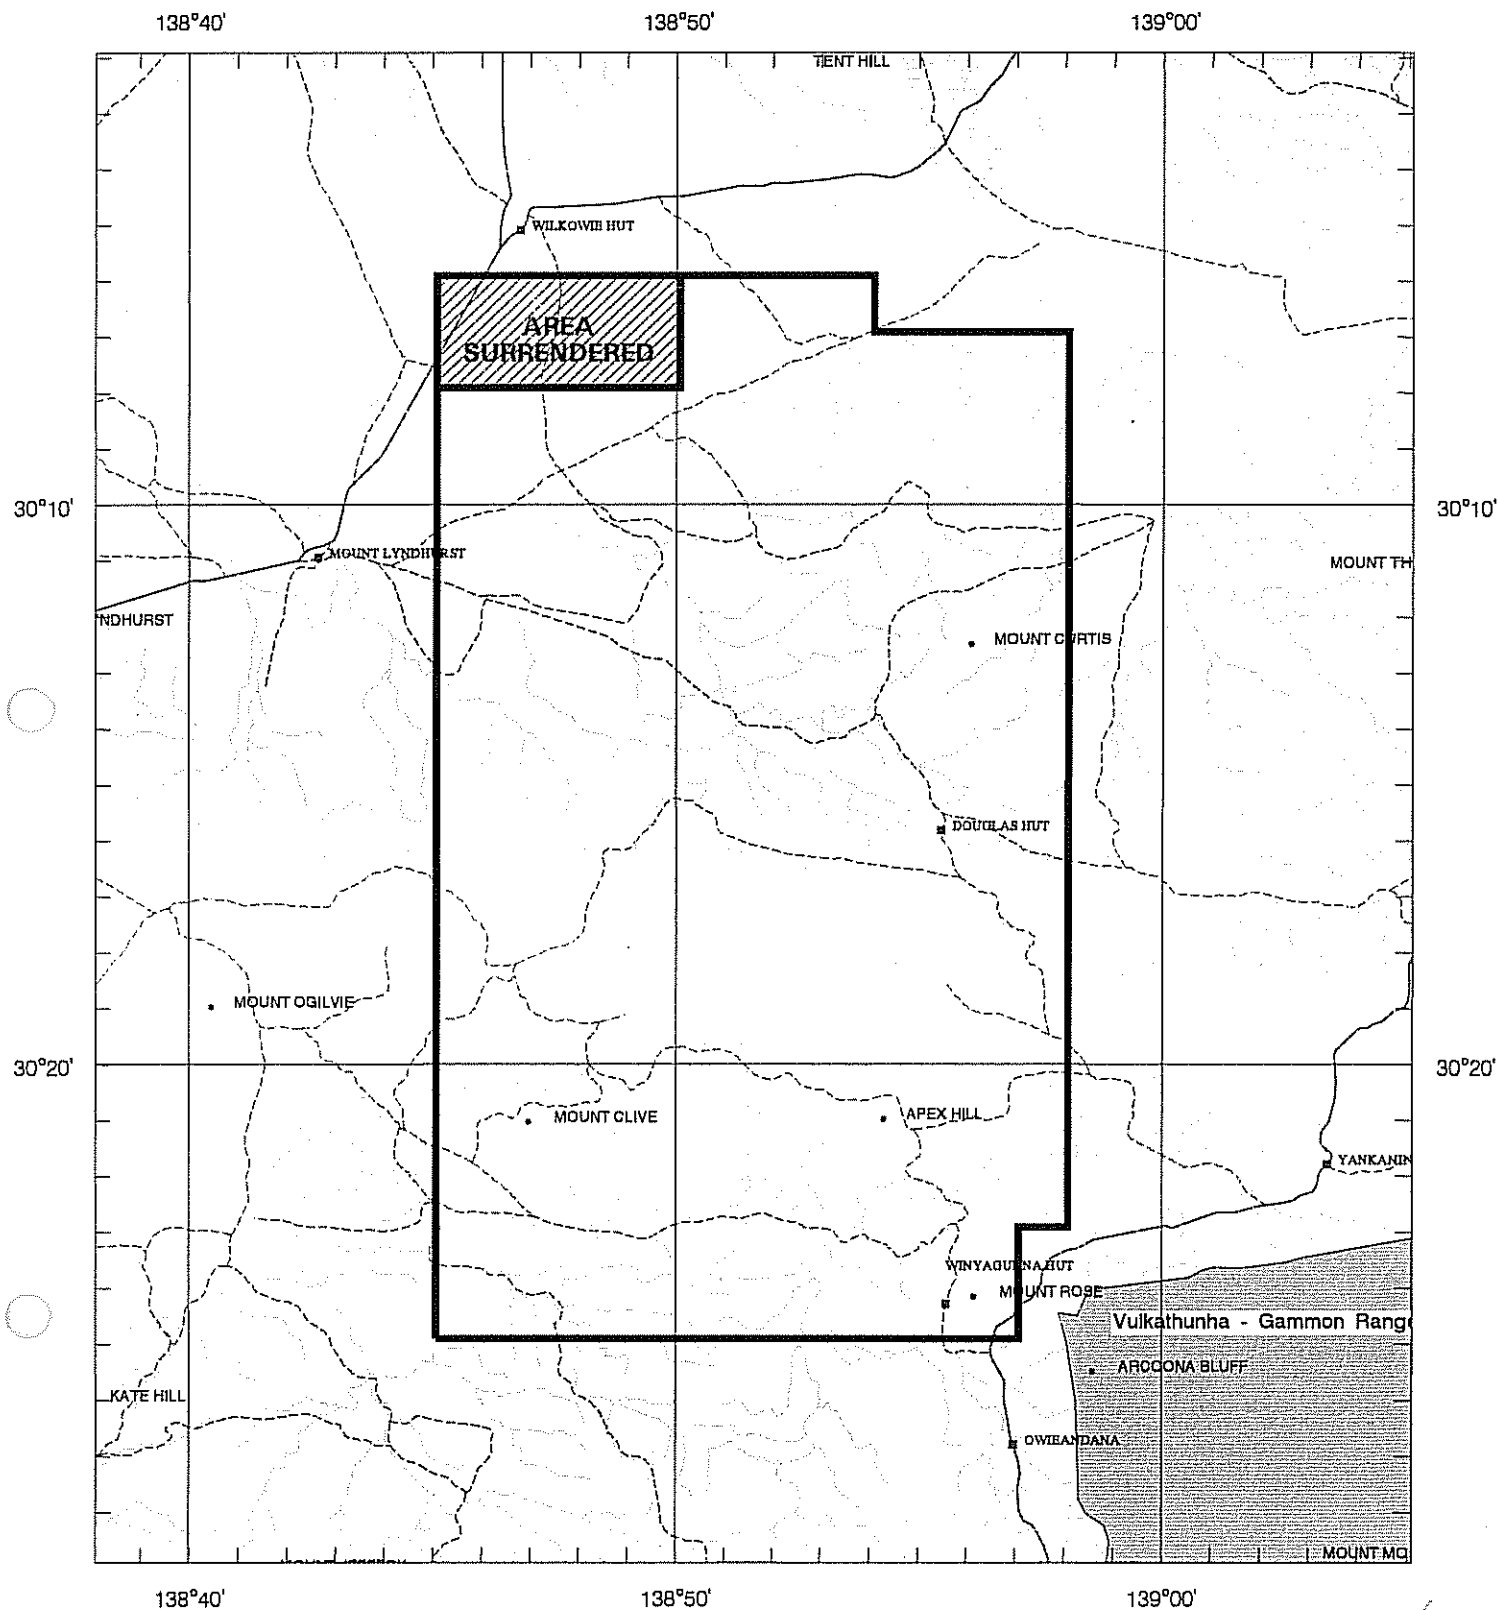 138°40'
138°50'
139°00'
TENT HILL
WILKOWIE HUT
AREA
SURRENDERED
30°10'
30°10'
MOUNT LYNDHURST
MOUNT TH
NDHURST
MOUNT CURTIS
DOUGLAS HUT
MOUNT OGILVIE
30°20'
30°20'
MOUNT CLIVE
APEX HILL
YANKANIN
WINYAGUNNA HUT
MOUNT ROSE
Vulkathunha - Gammon Range
AROOONA BLUFF
KATE HILL
OWIEANDANA
MOUNT MO
138°40'
138°50'
139°00'